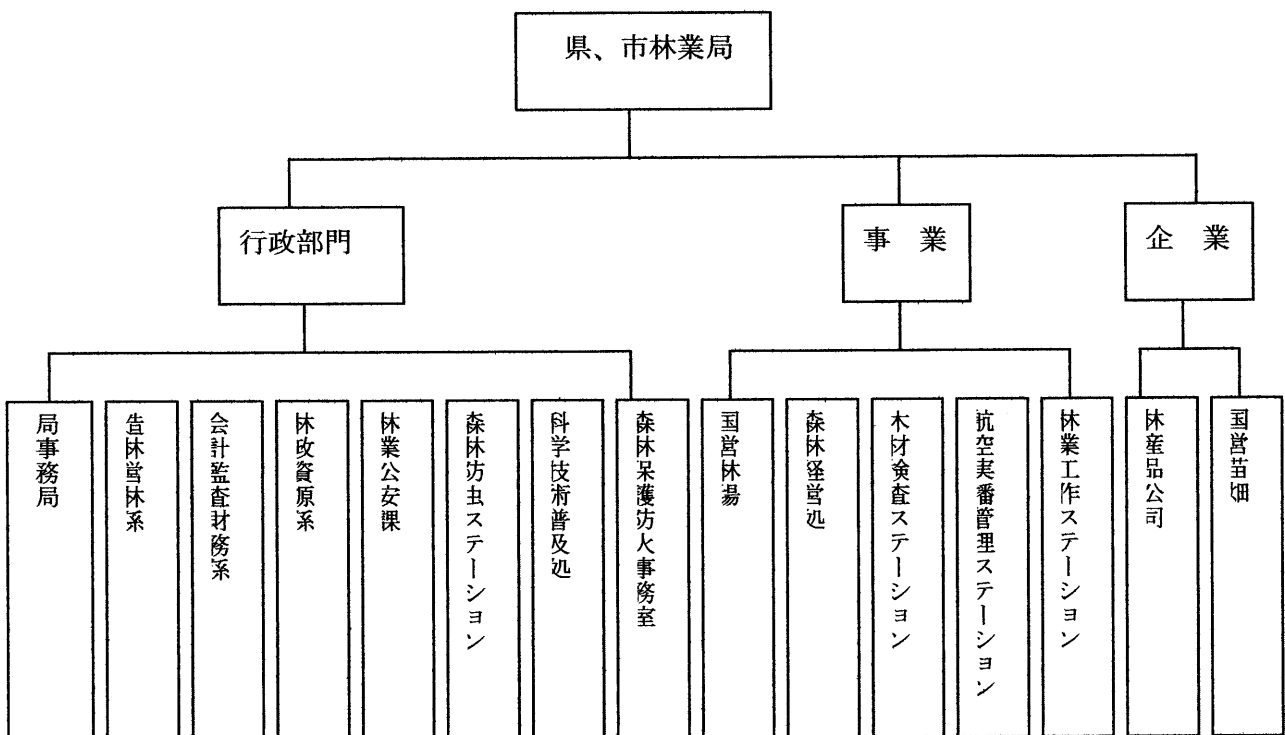 県、市林業局
行政部門
事　業
企　業
局事務局
造林営林系
会計監査財務系
林政資源系
林業公安課
森林防虫ステーション
科学技術普及処
森林保護防火事務室
国営林場
森林経営処
木材検査ステーション
航空実番管理ステーション
林業工作ステーション
林産品公司
国営苗畑